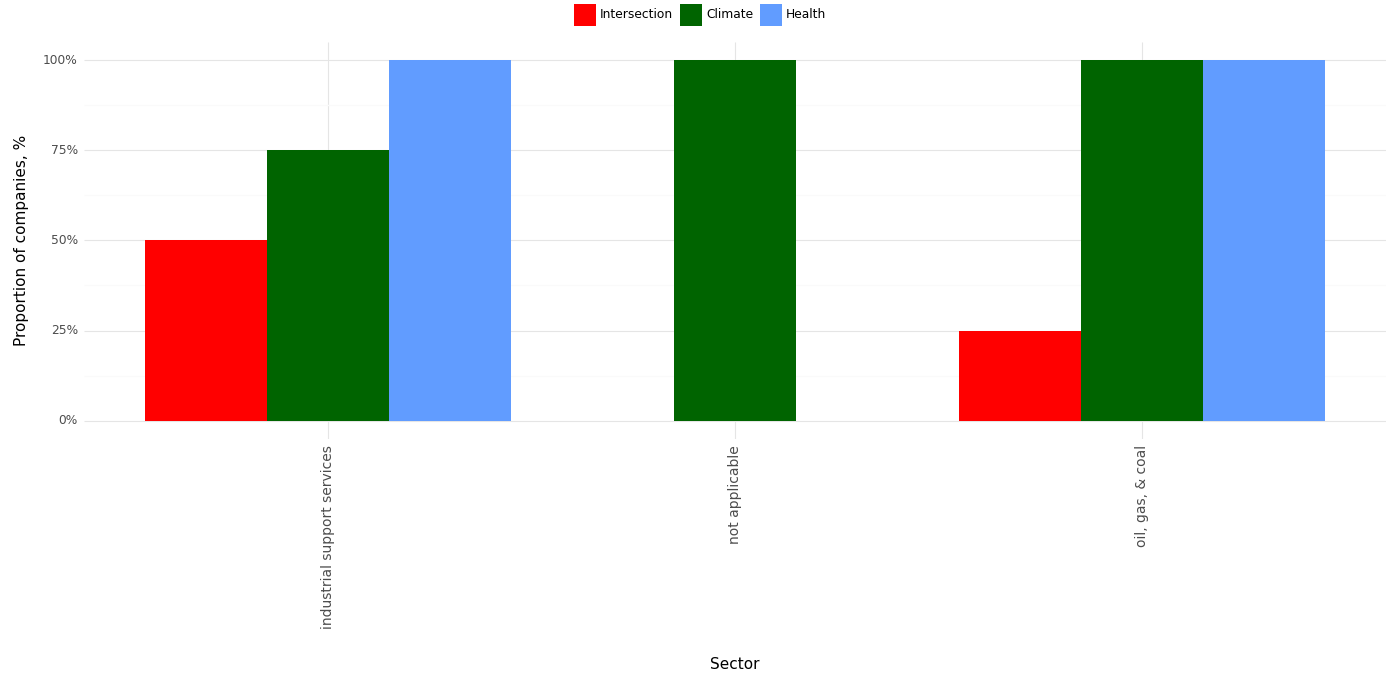 Intersection Climate Health
Proportion of companies, %
100%
75%
50%
25%
0%
industrial support services
not applicable
oil, gas, & coal
Sector